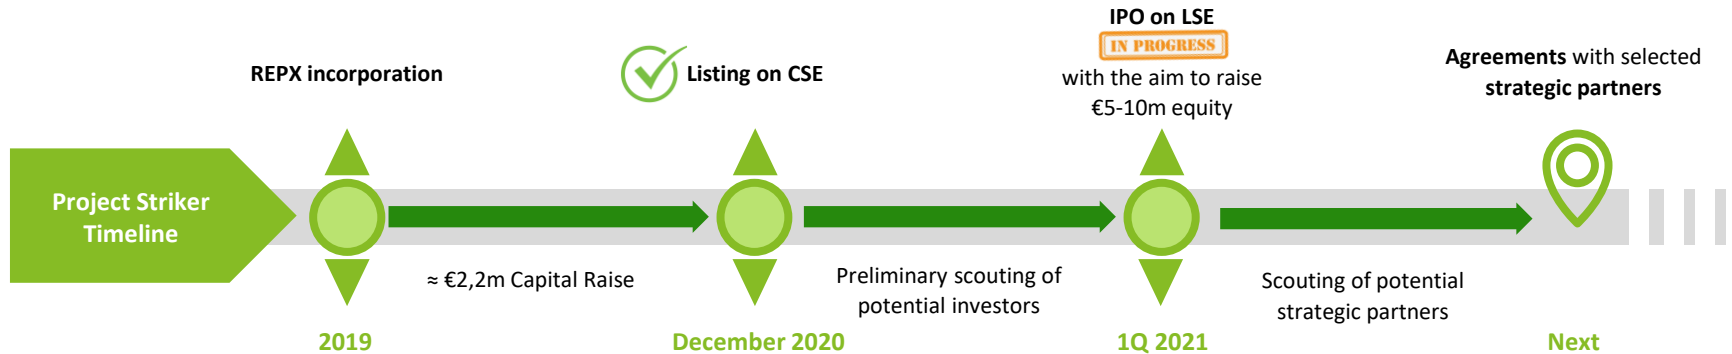 Project Striker
Timeline
REPX incorporation
≈ €2,2m Capital Raise
2019
Listing on CSE
December 2020
Preliminary scouting of
potential investors
IPO on LSE
IN PROGRESS
with the aim to raise
€5-10m equity
1Q 2021
Scouting of potential
strategic partners
Agreements with selected
strategic partners
Next